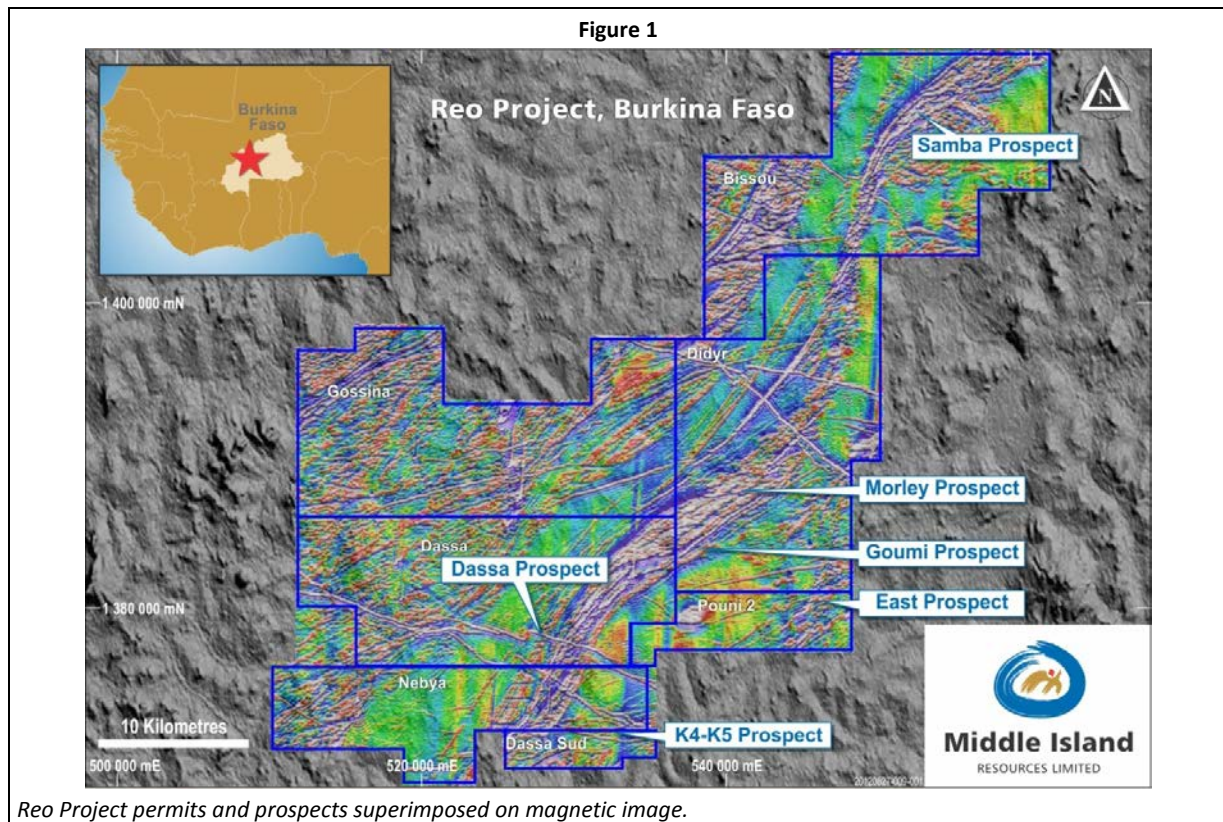 Figure 1
Burkina
Faso
Reo Project, Burkina Faso
N
Samba Prospect
Bissou
1 400 000 mN
Didyr
Gossina
Morley Prospect
Dassa
Goumi Prospect
Dassa Prospect
East Prospect
1 380 000 mN
Pouni 2
Nebya
10 Kilometres
K4-K5 Prospect
Dassa Sud
Middle Island
RESOURCES LIMITED
500 000 mE
520 000 mE
540 000 mE
Reo Project permits and prospects superimposed on magnetic image.